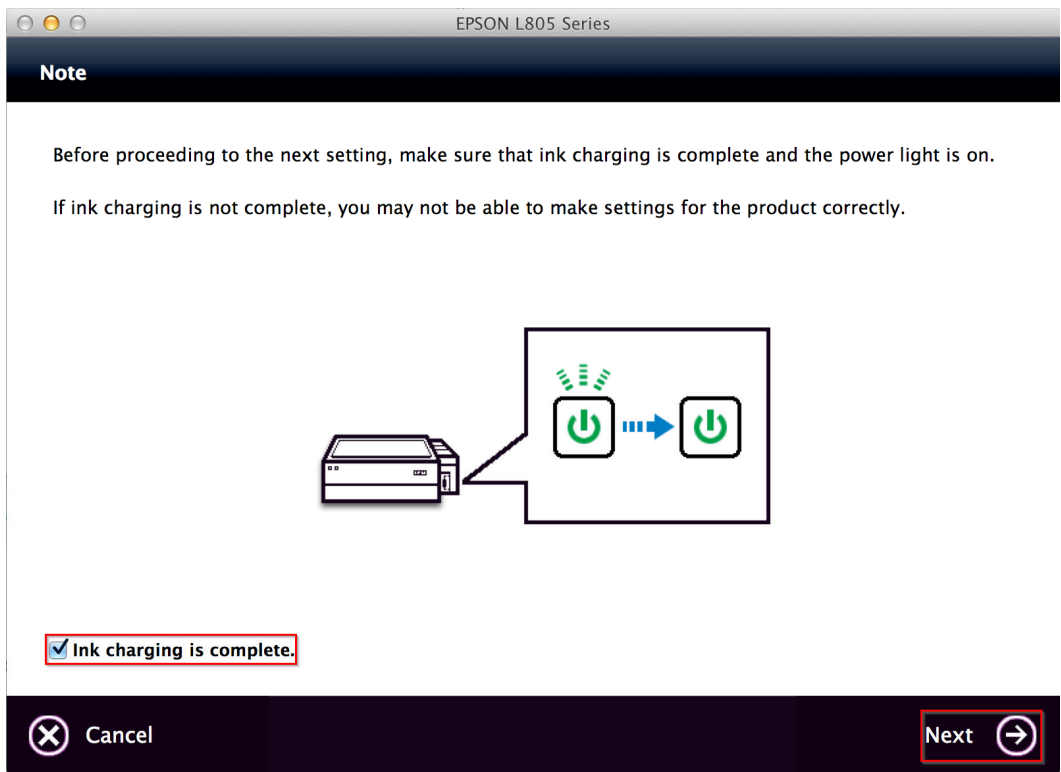 EPSON L805 Series
Note
Before proceeding to the next setting, make sure that ink charging is complete and the power light is on.
If ink charging is not complete, you may not be able to make settings for the product correctly.
Ink charging is complete.
Cancel
Next